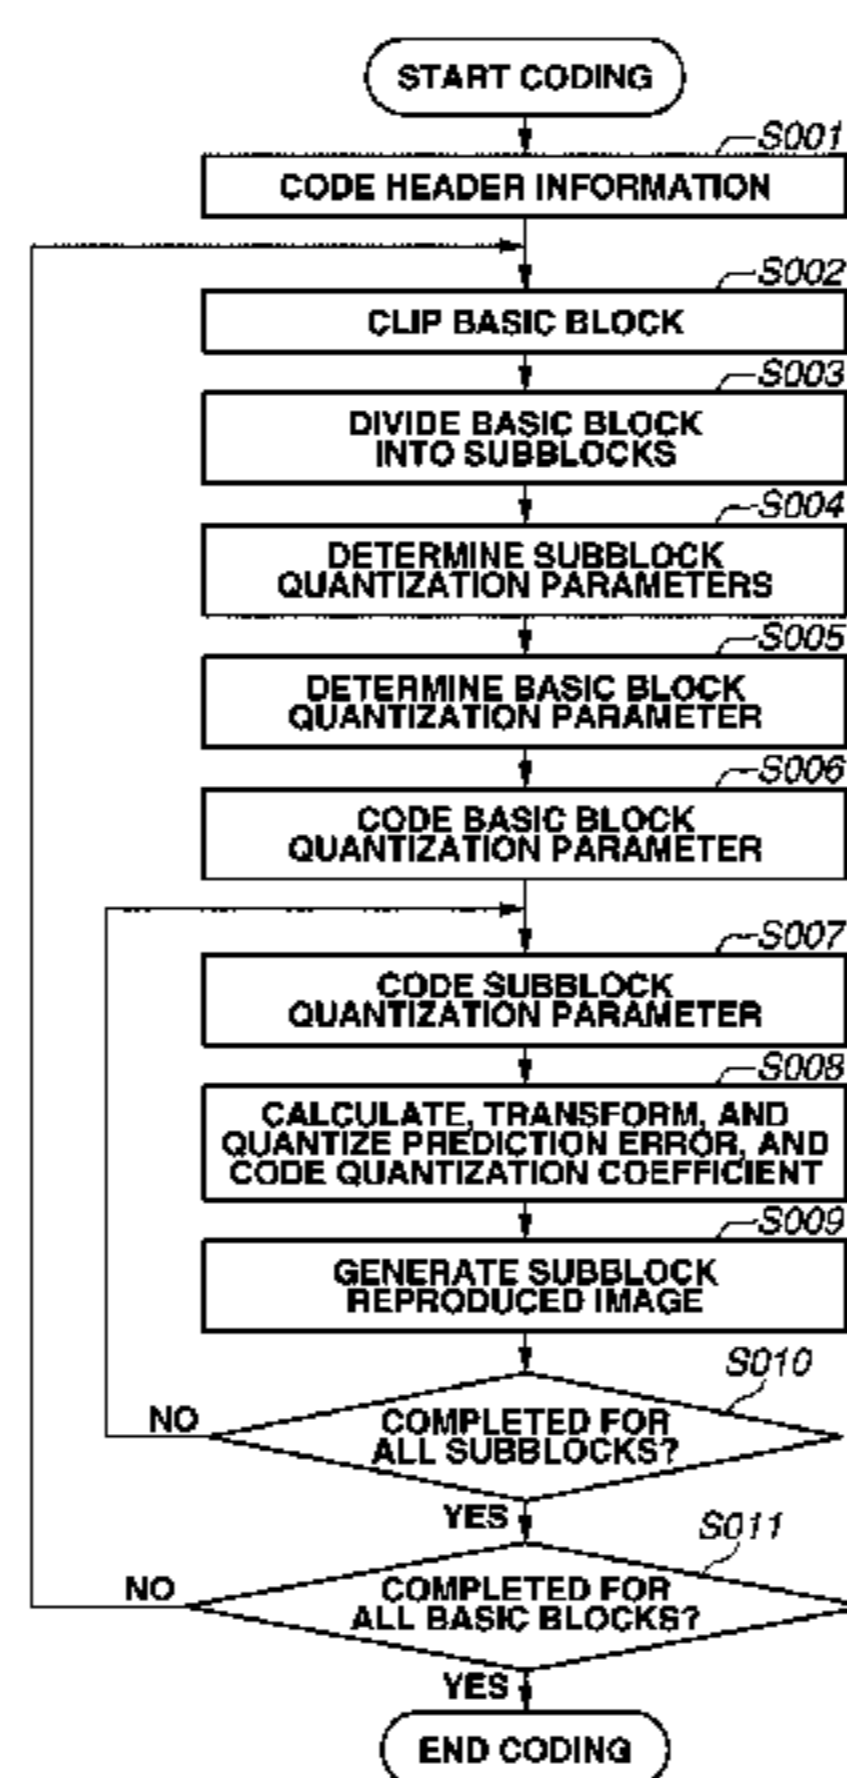 START CODING
S001
CODE HEADER INFORMATION
S002
CLIP BASIC BLOCK
S003
DIVIDE BASIC BLOCK
INTO SUBBLOCKS
S004
DETERMINE SUBBLOCK
QUANTIZATION PARAMETERS
S005
DETERMINE BASIC BLOCK
QUANTIZATION PARAMETER
S006
CODE BASIC BLOCK
QUANTIZATION PARAMETER
S007
CODE SUBBLOCK
QUANTIZATION PARAMETER
S008
CALCULATE, TRANSFORM, AND
QUANTIZE PREDICTION ERROR, AND
CODE QUANTIZATION COEFFICIENT
S009
GENERATE SUBBLOCK
REPRODUCED IMAGE
S010
NO
COMPLETED FOR
ALL SUBBLOCKS?
YES
S011
NO
COMPLETED FOR
ALL BASIC BLOCKS?
YES
END CODING